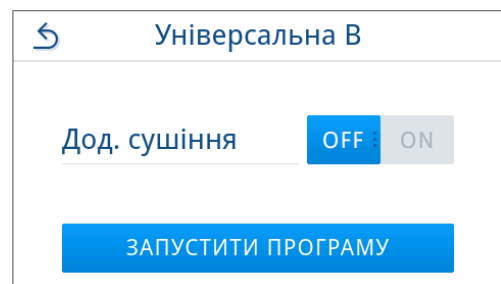 Універсальна B
Дод. сушіння OFF ON
ЗАПУСТИТИ ПРОГРАМУ